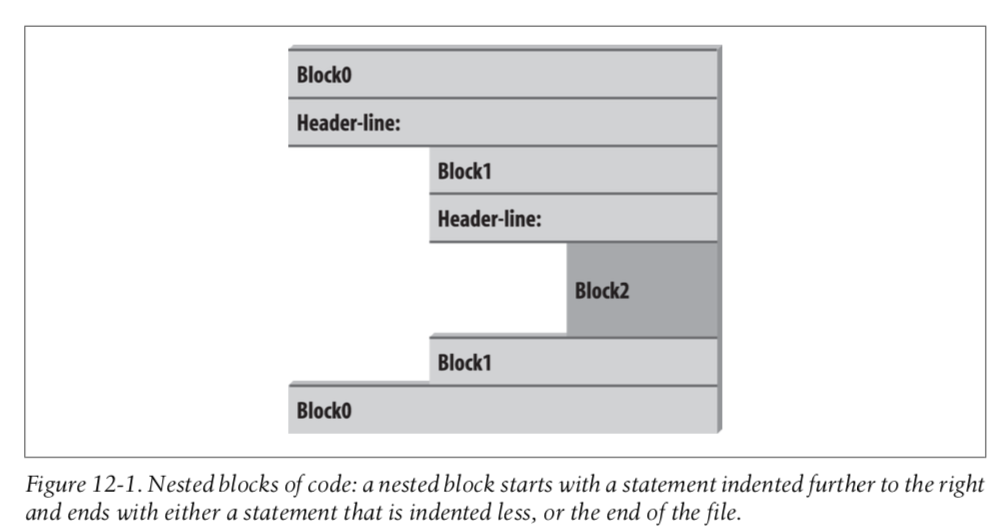 Block0
Header-line:
Block1
Header-line:
Block2
Block1
Block0
Figure 12-1. Nested blocks of code: a nested block starts with a statement indented further to the right
and ends with either a statement that is indented less, or the end of the file.